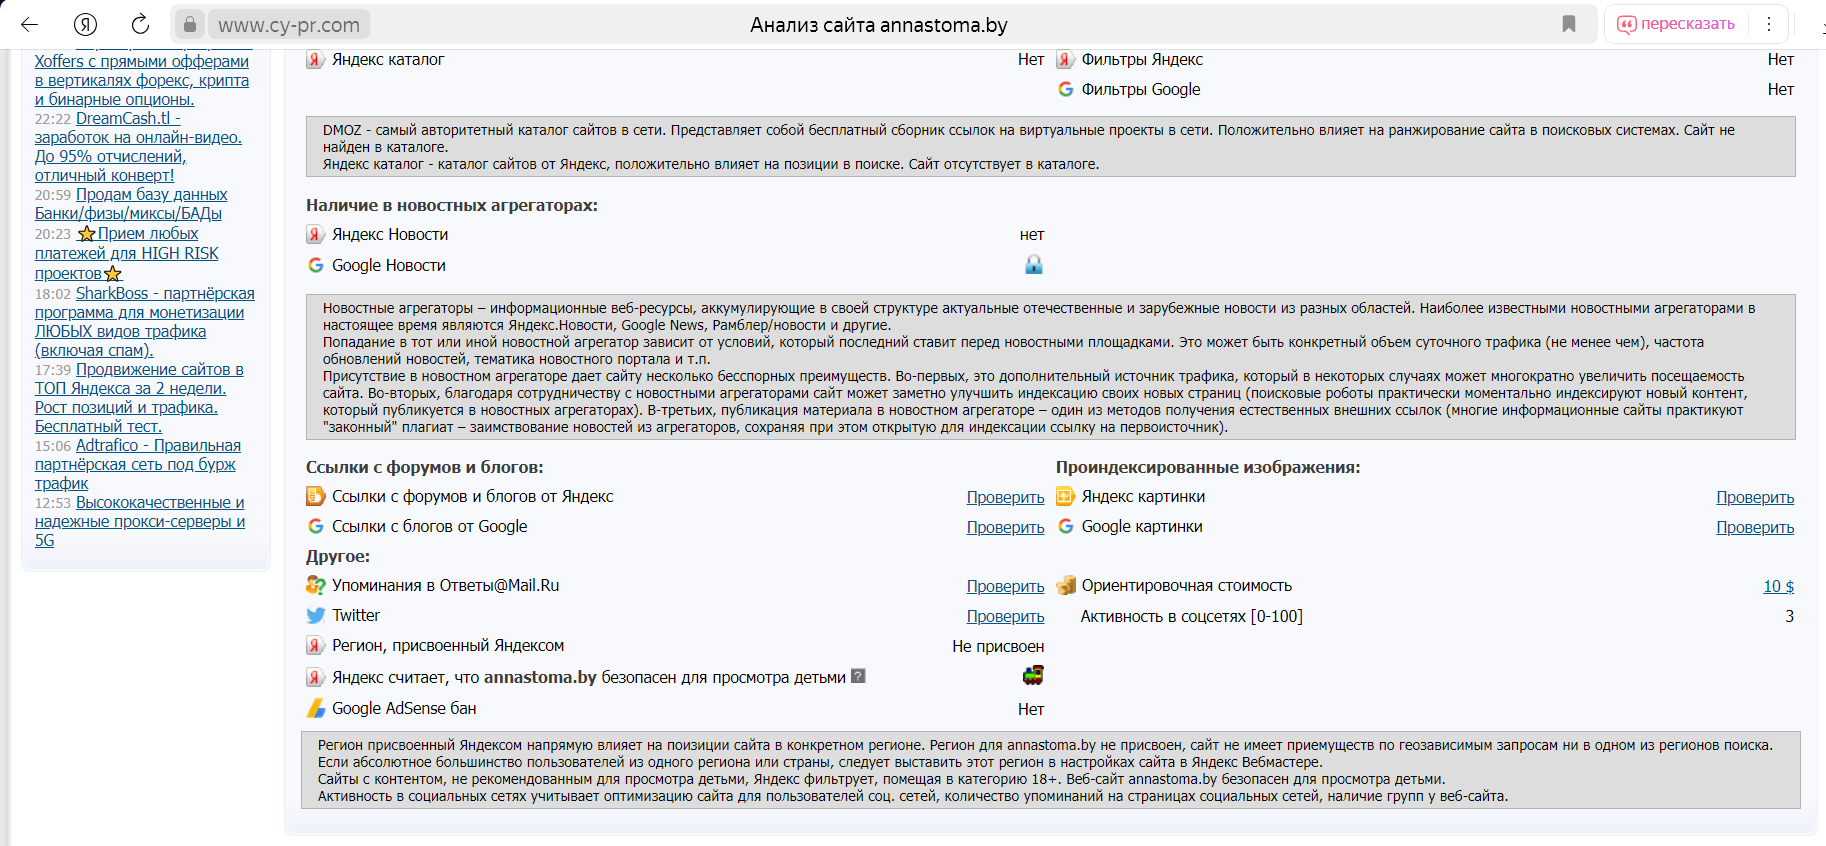 www.cy-pr.com
Анализ сайта annastoma.by
пересказать
Xoffers с прямыми офферами
в вертикалях форекс, крипта
и бинарные опционы.
22:22 DreamCash.tl -
заработок на онлайн-видео.
До 95% отчислений,
отличный конверт!
20:59 Продам базу данных
Банки/физы/миксы/БАДы
20:23 ⭐Прием любых
платежей для HIGH RISK
проектов⭐
18:02 SharkBoss - партнёрская
программа для монетизации
ЛЮБЫХ видов трафика
(включая спам).
17:39 Продвижение сайтов в
ТОП Яндекса за 2 недели.
Рост позиций и трафика.
Бесплатный тест.
15:06 Adtrafico - Правильная
партнёрская сеть под бурж
трафик
12:53 Высококачественные и
надежные прокси-серверы и
5G
Яндекс каталог Нет Фильтры Яндекс Нет
Фильтры Google Нет
DMOZ - самый авторитетный каталог сайтов в сети. Представляет собой бесплатный сборник ссылок на виртуальные проекты в сети. Положительно влияет на ранжирование сайта в поисковых системах. Сайт не
найден в каталоге.
Яндекс каталог - каталог сайтов от Яндекс, положительно влияет на позиции в поиске. Сайт отсутствует в каталоге.
Наличие в новостных агрегаторах:
Яндекс Новости нет
Google Новости
Новостные агрегаторы – информационные веб-ресурсы, аккумулирующие в своей структуре актуальные отечественные и зарубежные новости из разных областей. Наиболее известными новостными агрегаторами в
настоящее время являются Яндекс.Новости, Google News, Рамблер/новости и другие.
Попадание в тот или иной новостной агрегатор зависит от условий, который последний ставит перед новостными площадками. Это может быть конкретный объем суточного трафика (не менее чем), частота
обновлений новостей, тематика новостного портала и т.п.
Присутствие в новостном агрегаторе дает сайту несколько бесспорных преимуществ. Во-первых, это дополнительный источник трафика, который в некоторых случаях может многократно увеличить посещаемость
сайта. Во-вторых, благодаря сотрудничеству с новостными агрегаторами сайт может заметно улучшить индексацию своих новых страниц (поисковые роботы практически моментально индексируют новый контент,
который публикуется в новостных агрегаторах). В-третьих, публикация материала в новостном агрегаторе – один из методов получения естественных внешних ссылок (многие информационные сайты практикуют
"законный" плагиат – заимствование новостей из агрегаторов, сохраняя при этом открытую для индексации ссылку на первоисточник).
Ссылки с форумов и блогов: Проиндексированные изображения:
Ссылки с форумов и блогов от Яндекс Проверить Яндекс картинки Проверить
Ссылки с блогов от Google Проверить Google картинки Проверить
Другое:
Упоминания в Ответы@Mail.Ru Проверить Ориентировочная стоимость 10 $
Twitter Проверить Активность в соцсетях [0-100] 3
Регион, присвоенный Яндексом Не присвоен
Яндекс считает, что annastoma.by безопасен для просмотра детьми ?
Google AdSense бан Нет
Регион присвоенный Яндексом напрямую влияет на поизиции сайта в конкретном регионе. Регион для annastoma.by не присвоен, сайт не имеет приемуществ по геозависимым запросам ни в одном из регионов поиска.
Если абсолютное большинство пользователей из одного региона или страны, следует выставить этот регион в настройках сайта в Яндекс Вебмастере.
Сайты с контентом, не рекомендованным для просмотра детьми, Яндекс фильтрует, помещая в категорию 18+. Веб-сайт annastoma.by безопасен для просмотра детьми.
Активность в социальных сетях учитывает оптимизацию сайта для пользователей соц. сетей, количество упоминаний на страницах социальных сетей, наличие групп у веб-сайта.